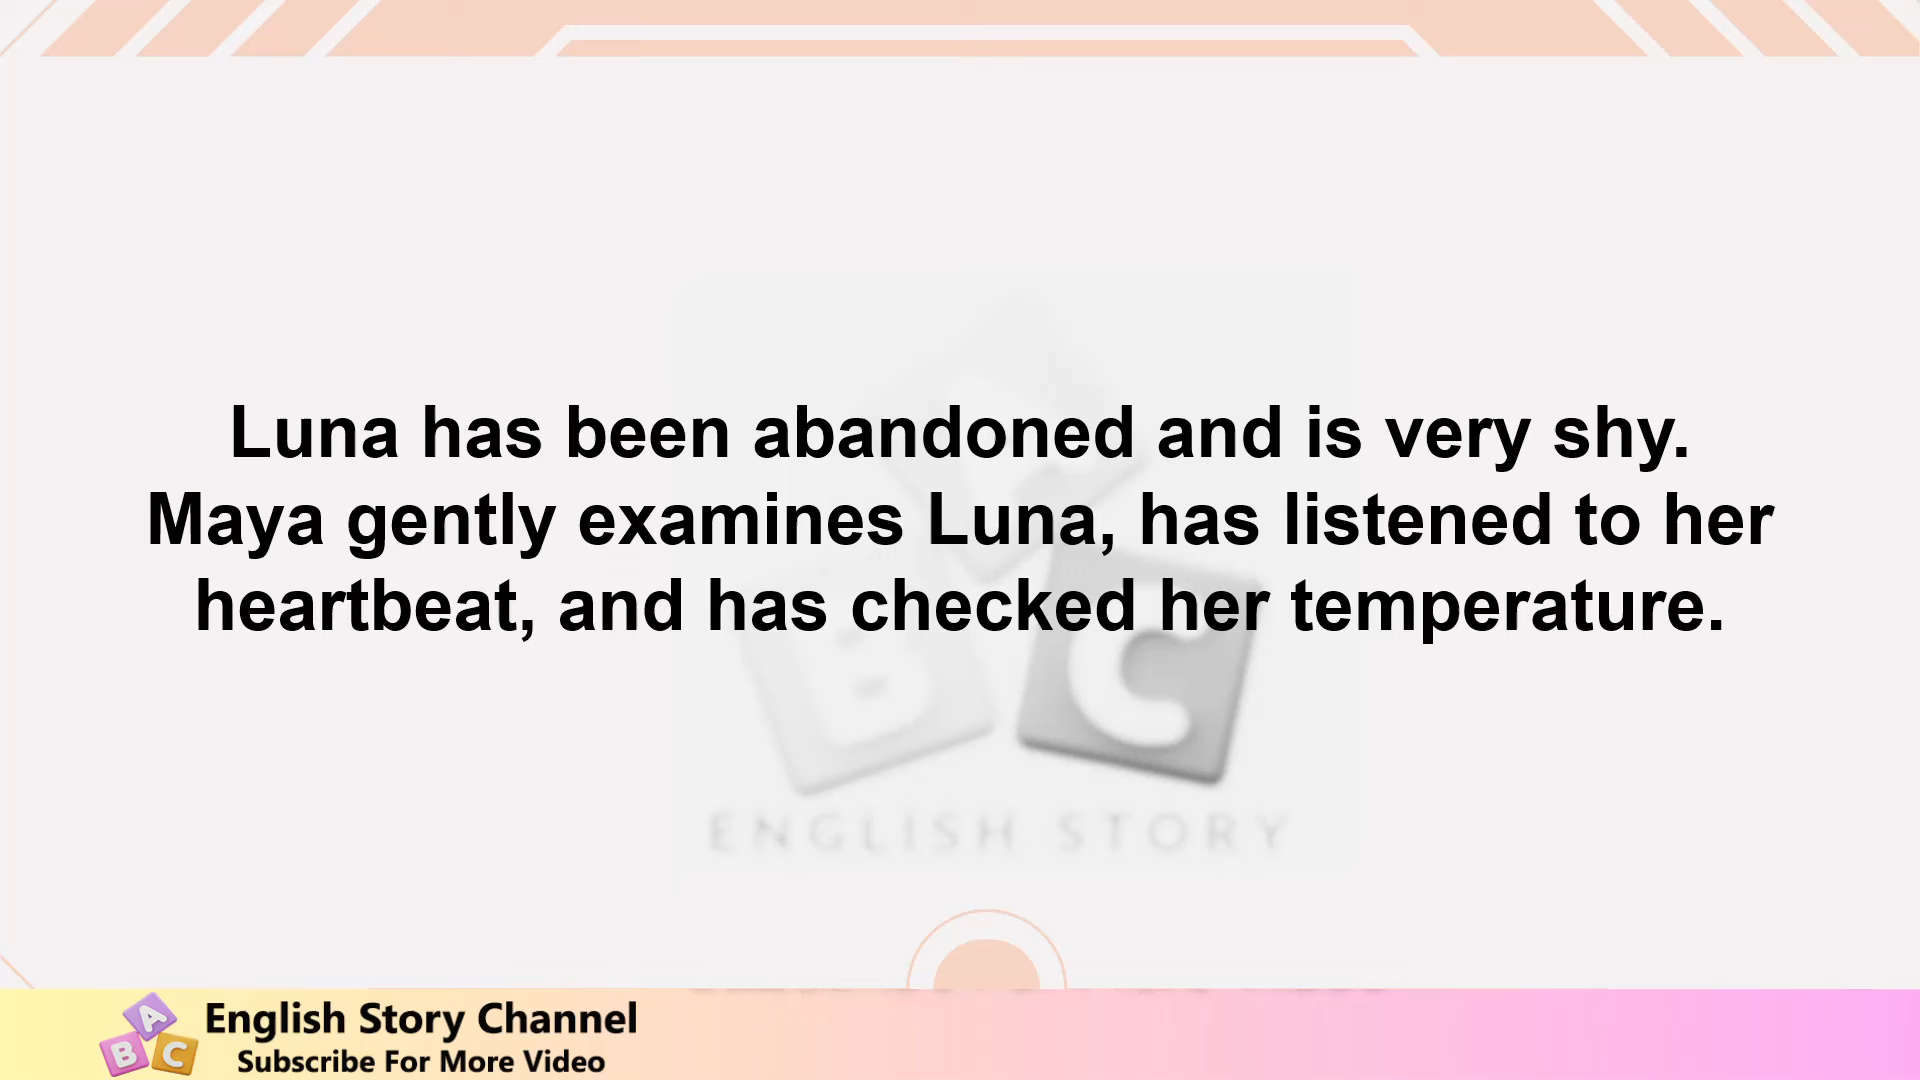 Luna has been abandoned and is very shy.
Maya gently examines Luna, has listened to her
heartbeat, and has checked her temperature.
B
C
ENGLISH STORY
A
B
C
English Story Channel
Subscribe For More Video